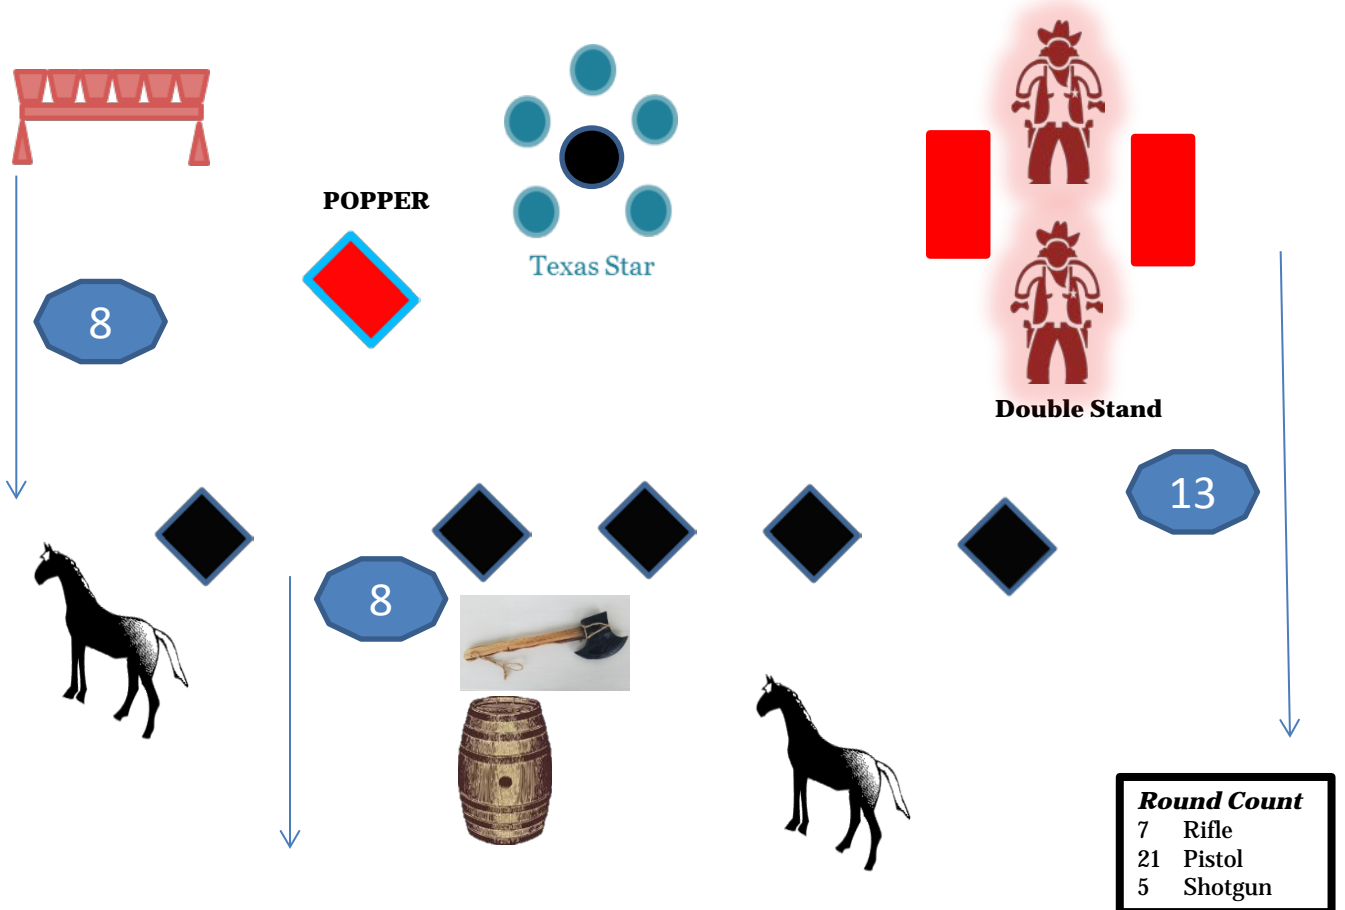 POPPER
Texas Star
8
Double Stand
13
8
Round Count
7 Rifle
21 Pistol
5 Shotgun